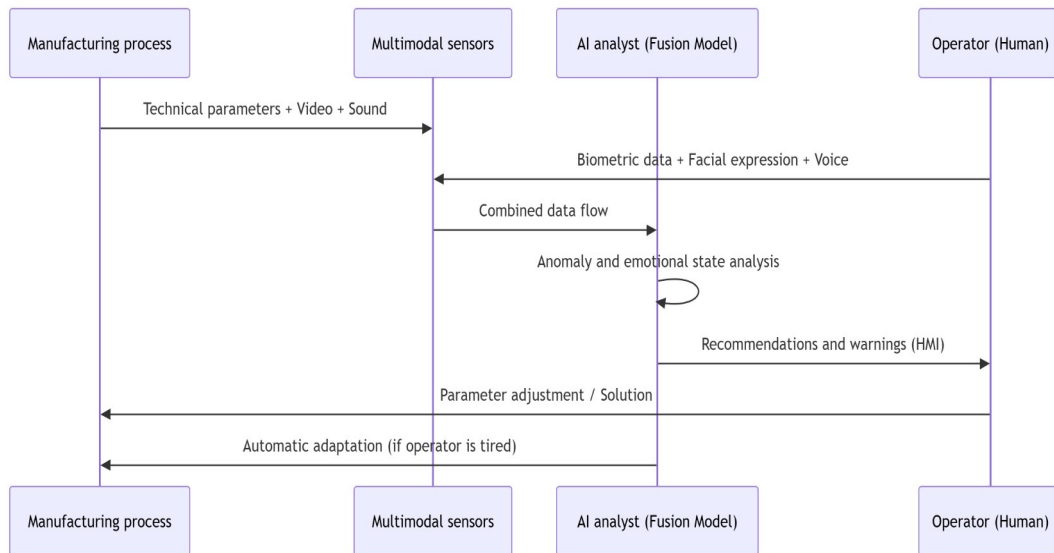 Manufacturing process
Multimodal sensors
AI analyst (Fusion Model)
Operator (Human)
Technical parameters + Video + Sound
Biometric data + Facial expression + Voice
Combined data flow
Anomaly and emotional state analysis
Recommendations and warnings (HMI)
Parameter adjustment / Solution
Automatic adaptation (if operator is tired)
Manufacturing process
Multimodal sensors
AI analyst (Fusion Model)
Operator (Human)